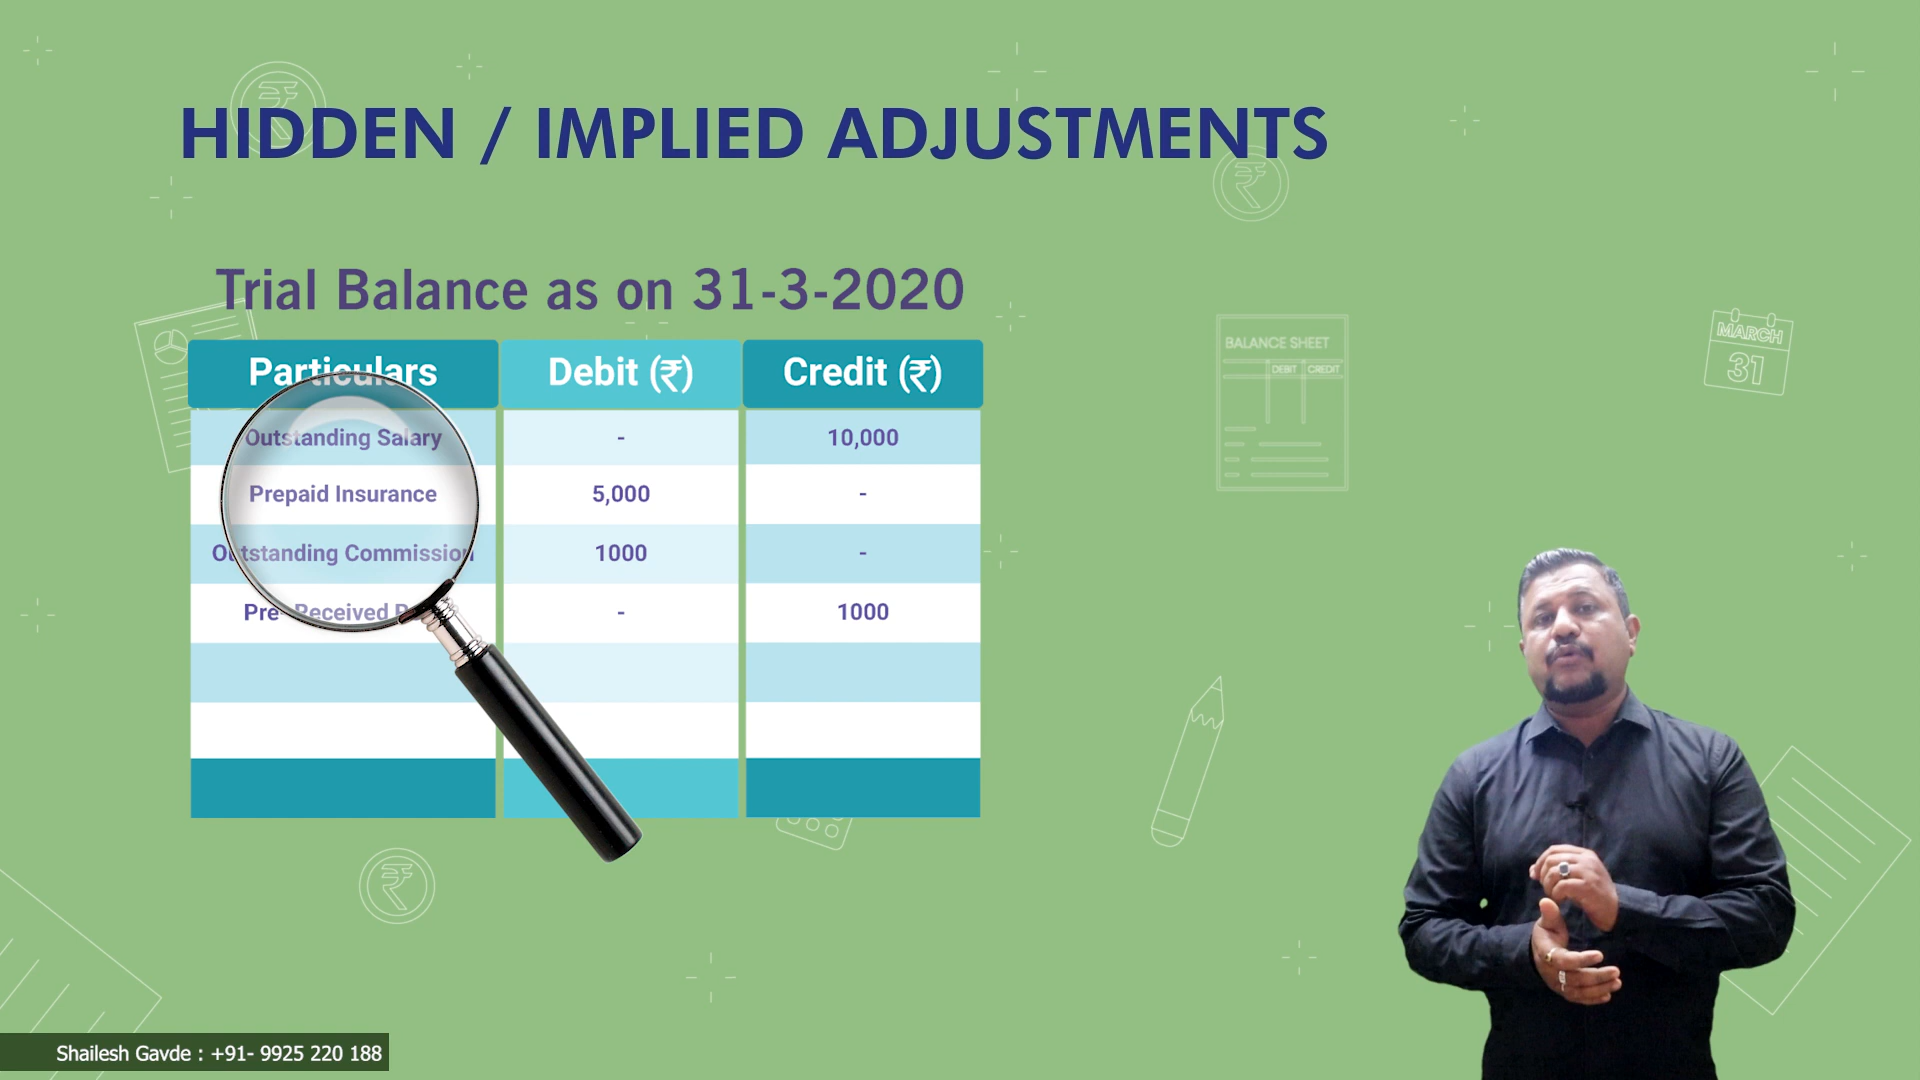 HIDDEN / IMPLIED ADJUSTMENTS
Trial Balance as on 31-3-2020
Particulars Debit (₹) Credit (₹)
Outstanding Salary - 10,000
Prepaid Insurance 5,000 -
Outstanding Commission 1000 -
Pre-Received - 1000
BALANCE SHEET
DEBIT CREDIT
MARCH
31
Shailesh Gavde : +91- 9925 220 188